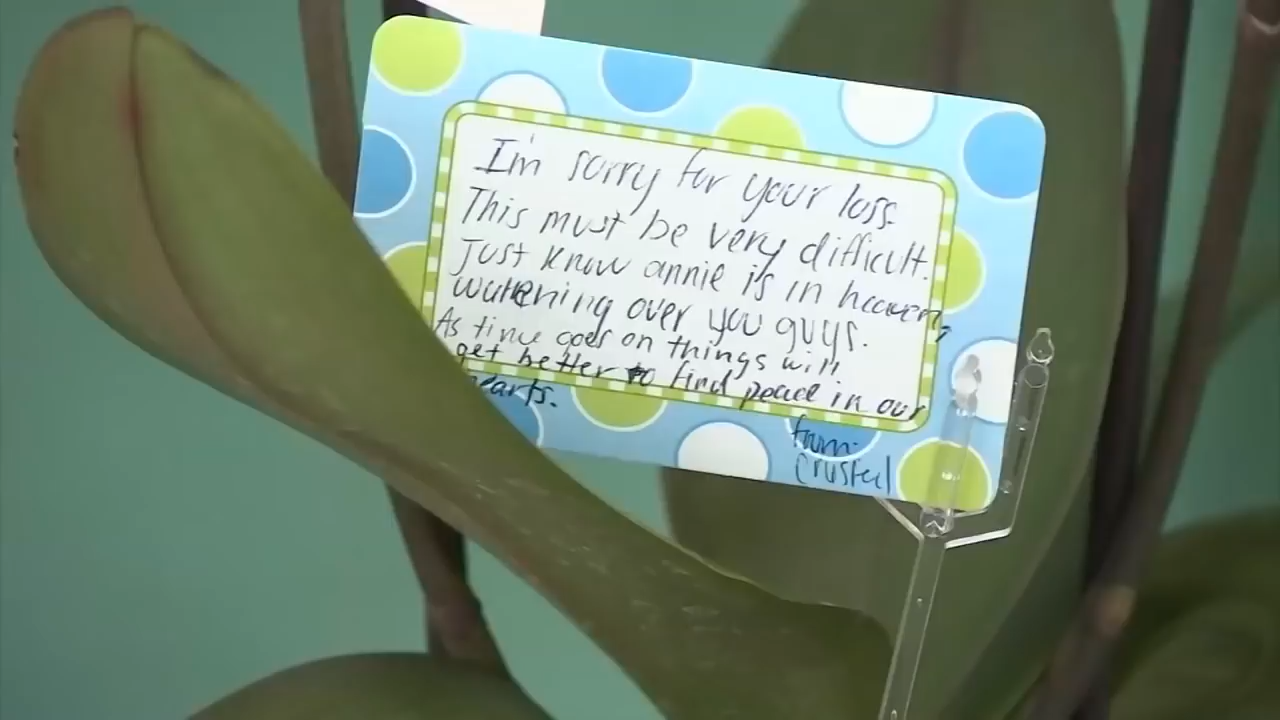 I'm sorry for your loss.
This must be very difficult.
Just know annie is in heaven,
watching over you guys.
As time goes on things will
get better to find peace in our
hearts.
from:
Crystal